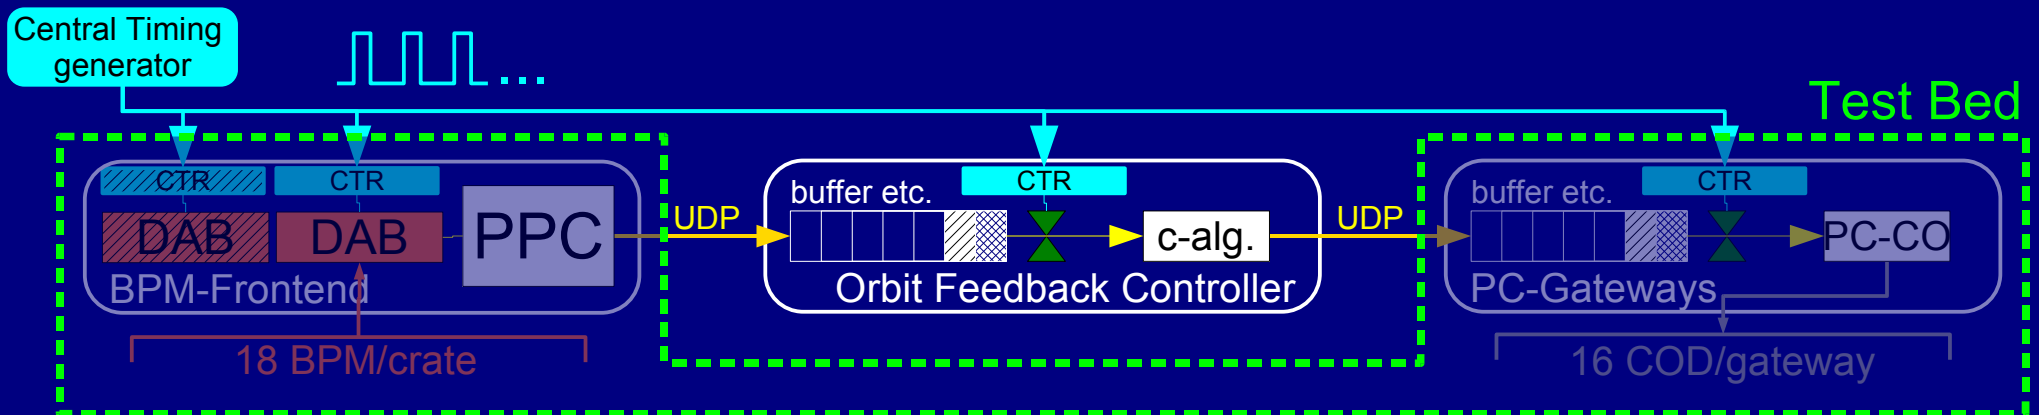 Central Timing
generator
Test Bed
CTR
CTR
DAB
DAB
PPC
BPM-Frontend
18 BPM/crate
UDP
buffer etc.
CTR
c-alg.
Orbit Feedback Controller
UDP
buffer etc.
CTR
PC-CO
PC-Gateways
16 COD/gateway